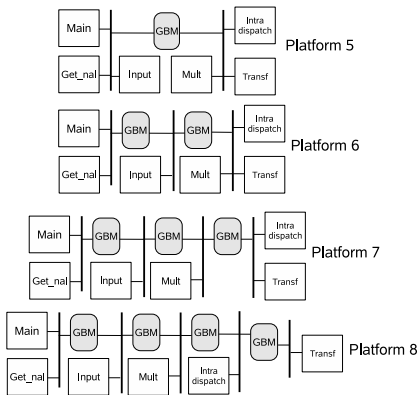 Main
GBM
Intra
dispatch
Platform 5
Get_nal
Input
Mult
Transf
Main
GBM
GBM
Intra
dispatch
Platform 6
Get_nal
Input
Mult
Transf
Main
GBM
GBM
GBM
Intra
dispatch
Platform 7
Get_nal
Input
Mult
Transf
Main
GBM
GBM
GBM
GBM
Transf
Platform 8
Get_nal
Input
Mult
Intra
dispatch